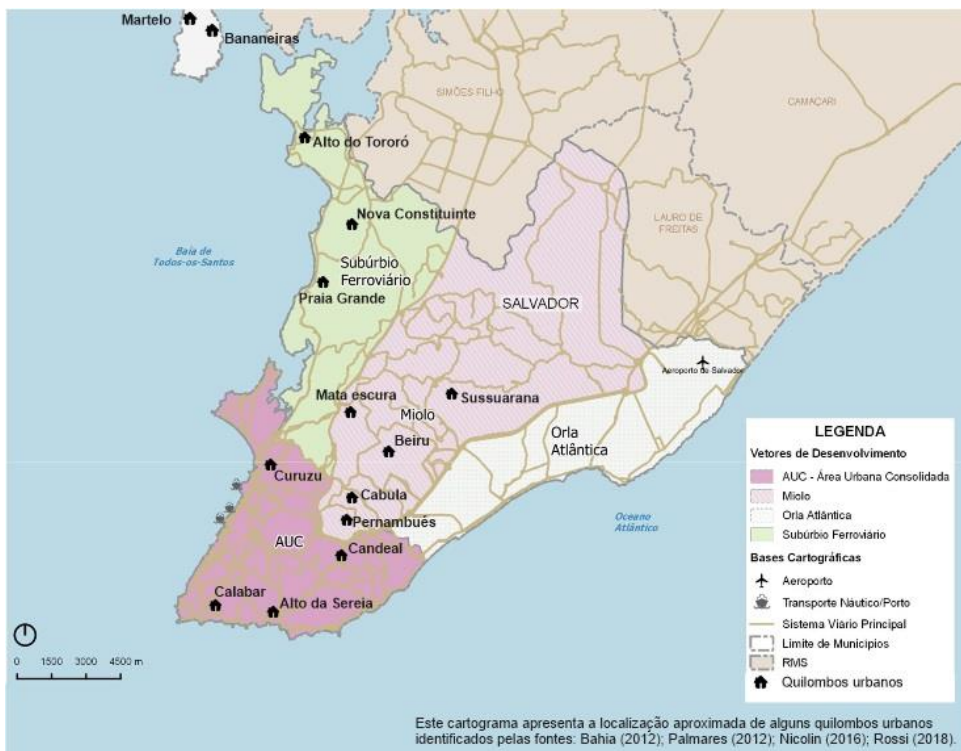 Martelo
Bananeiras
SIMÕES FILHO
CAMAÇARI
Alto do Tororó
Nova Constituinte
LAURO DE
FREITAS
Baía de
Todos-os-Santos
Subúrbio
Ferroviário
Praia Grande
SALVADOR
Aeroporto de Salvador
Mata escura
Sussuarana
Miolo
Beiru
Orla
Atlântica
Curuzu
Cabula
Pernambués
Oceano
Atlântico
AUC
Candeal
Calabar
Alto da Sereia
0 1500 3000 4500 m
LEGENDA
Vetores de Desenvolvimento
AUC - Área Urbana Consolidada
Miolo
Orla Atlântica
Subúrbio Ferroviário
Bases Cartográficas
Aeroporto
Transporte Náutico/Porto
Sistema Viário Principal
Limite de Municipios
RMS
Quilombos urbanos
Este cartograma apresenta a localização aproximada de alguns quilombos urbanos
identificados pelas fontes: Bahia (2012); Palmares (2012); Nicolin (2016); Rossi (2018).